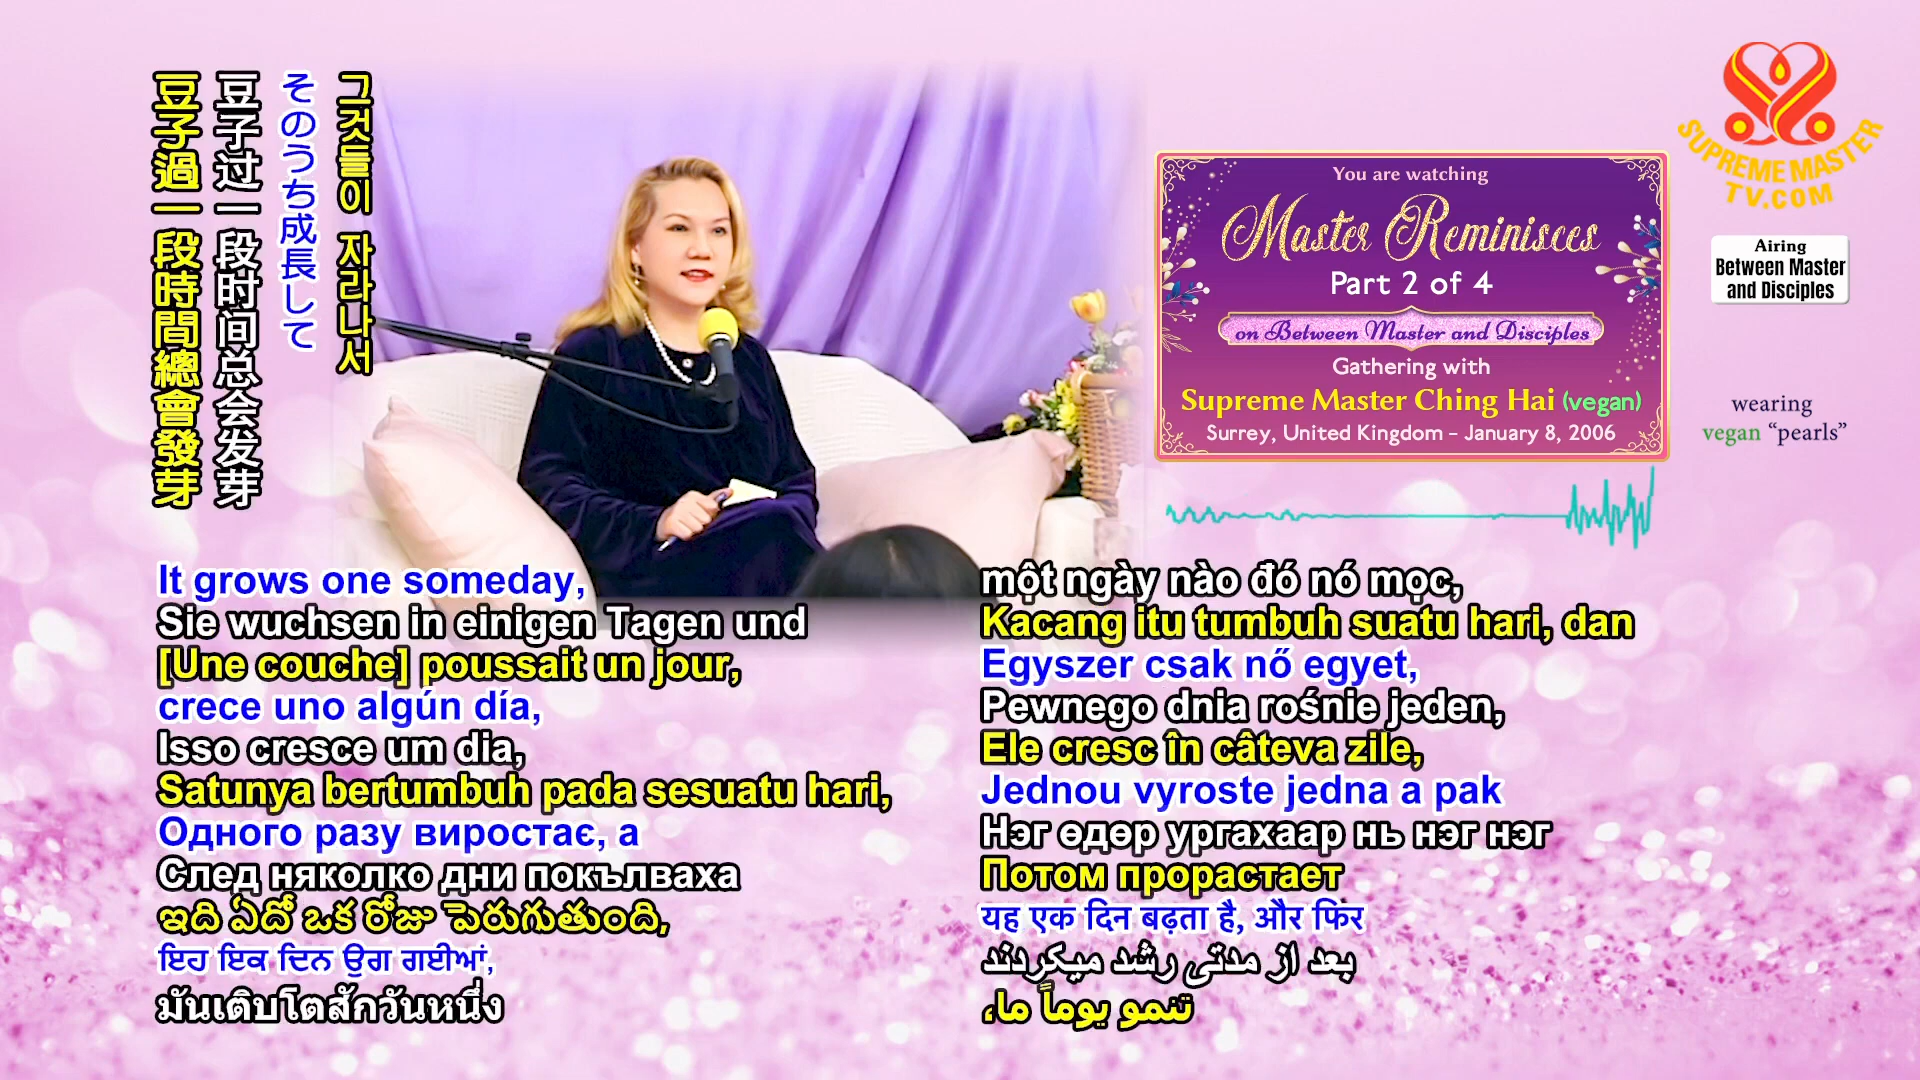 그것들이 자라나서
そのうち成長して
豆子过一段时间总会发芽
豆子過一段時間總會發芽
SUPREME MASTER
TV.COM
You are watching
Master Reminisces
Part 2 of 4
on Between Master and Disciples
Gathering with
Supreme Master Ching Hai (vegan)
Surrey, United Kingdom – January 8, 2006
Airing
Between Master
and Disciples
wearing
vegan “pearls”
It grows one someday,
Sie wuchsen in einigen Tagen und
[Une couche] poussait un jour,
crece uno algún día,
Isso cresce um dia,
Satunya bertumbuh pada sesuatu hari,
Одного разу виростає, а
След няколко дни покълваха
ఇది ఏదో ఒక రోజు పెరుగుతుంది,
ਇਹ ਇਕ ਦਿਨ ਉਗ ਗਈਆਂ,
มันเติบโตสักวันหนึ่ง
một ngày nào đó nó mọc,
Kacang itu tumbuh suatu hari, dan
Egyszer csak nő egyet,
Pewnego dnia rośnie jeden,
Ele cresc în câteva zile,
Jednou vyroste jedna a pak
Нэг өдөр ургахаар нь нэг нэг
Потом прорастает
यह एक दिन बढ़ता है, और फिर
بعد از مدتی رشد میکردند
تنمو يوماً ما،